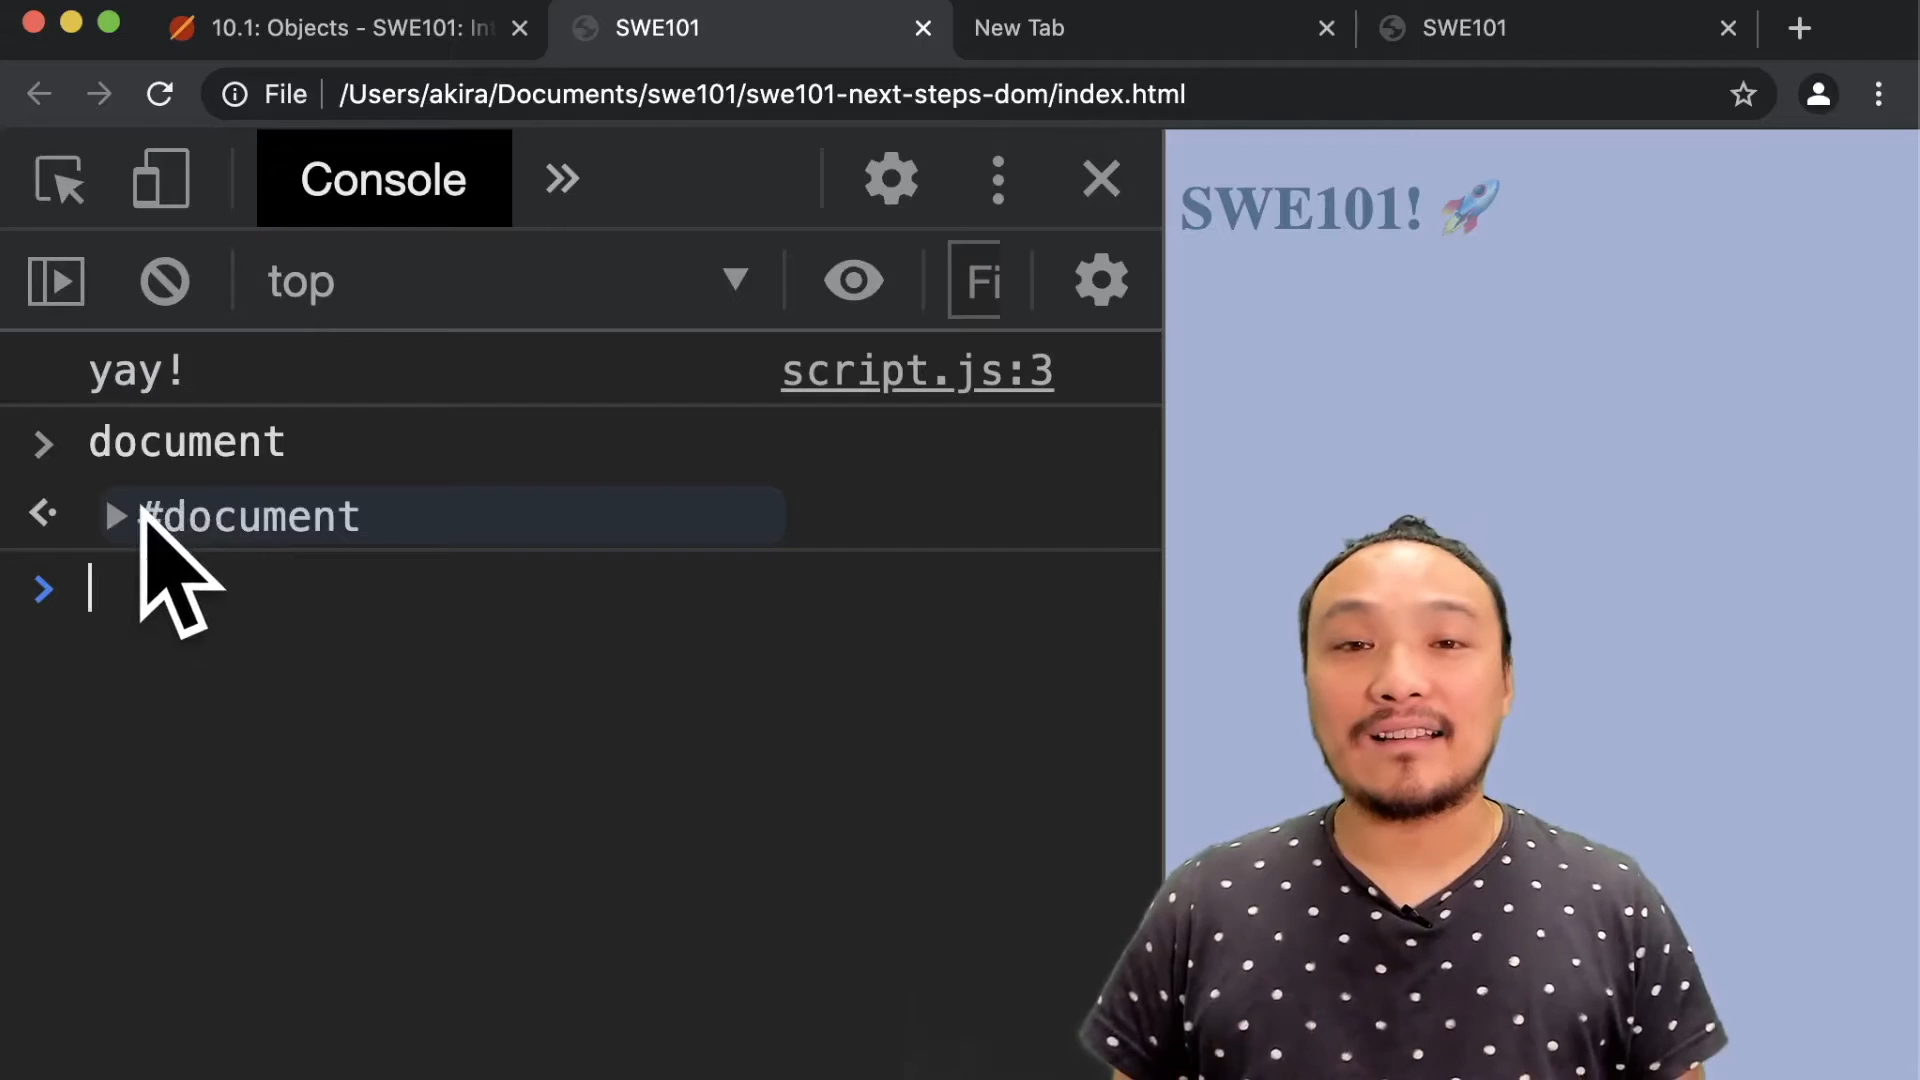 10.1: Objects - SWE101: Int
SWE101
New Tab
SWE101
File
/Users/akira/Documents/swe101/swe101-next-steps-dom/index.html
Console
top
Fi
yay!
script.js:3
document
#document
SWE101! 🚀